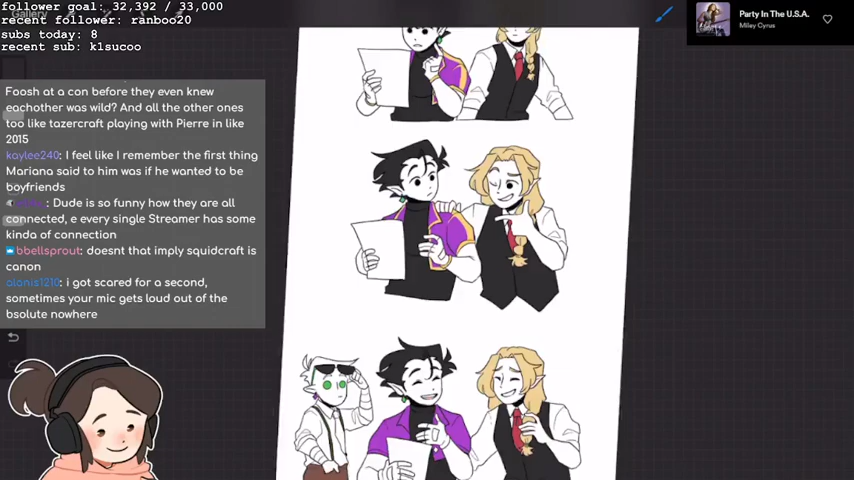 follower goal: 32,392 / 33,000
Gallery
recent follower: ranboo20
subs today: 8
recent sub: klsucoo
Party In The U.S.A.
Miley Cyrus
Foosh at a con before they even knew
eachother was wild? And all the other ones
too like tazercraft playing with Pierre in like
2015
kaylee240: I feel like I remember the first thing
Mariana said to him was if he wanted to be
boyfriends
: Dude is so funny how they are all
connected, e every single Streamer has some
kinda of connection
bbellsprout: doesnt that imply squidcraft is
canon
alonis1210: i got scared for a second,
sometimes your mic gets loud out of the
bsolute nowhere